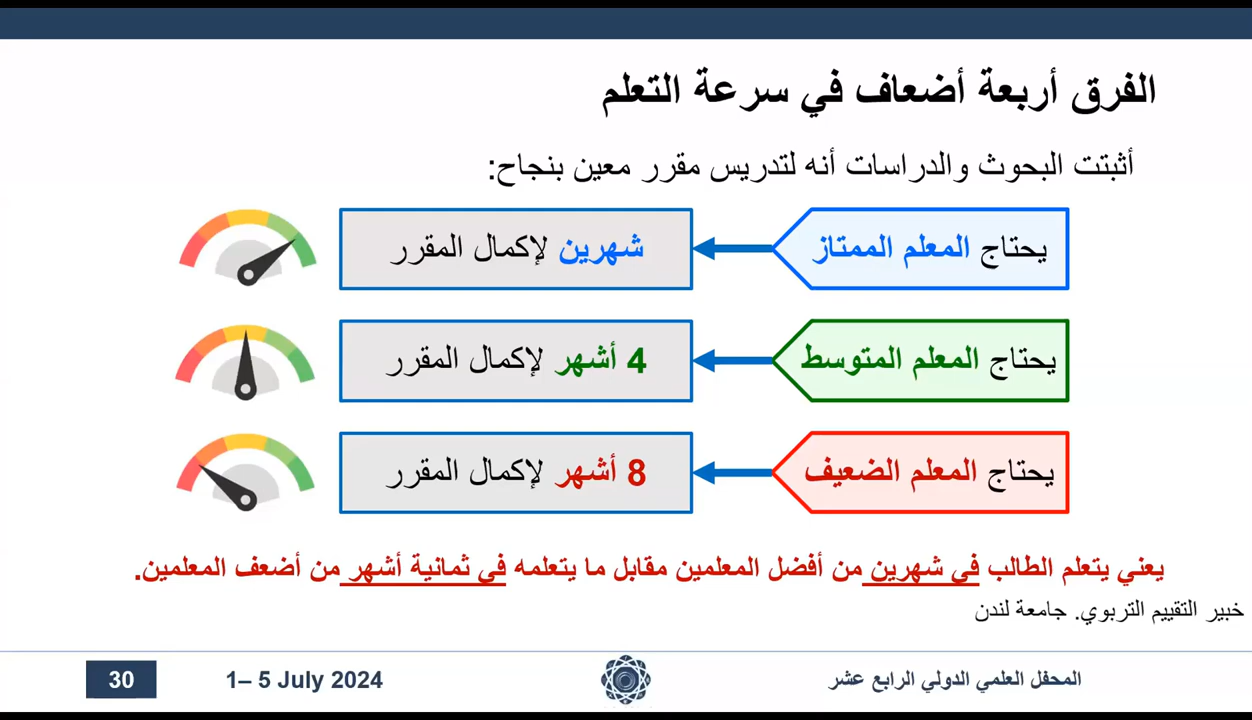 الفرق أربعة أضعاف في سرعة التعلم
أثبتت البحوث والدراسات أنه لتدريس مقرر معين بنجاح:
يحتاج المعلم الممتاز
شهرين لإكمال المقرر
يحتاج المعلم المتوسط
4 أشهر لإكمال المقرر
يحتاج المعلم الضعيف
8 أشهر لإكمال المقرر
يعني يتعلم الطالب في شهرين من أفضل المعلمين مقابل ما يتعلمه في ثمانية أشهر من أضعف المعلمين.
خبير التقييم التربوي. جامعة لندن
المحفل العلمي الدولي الرابع عشر
1– 5 July 2024
30